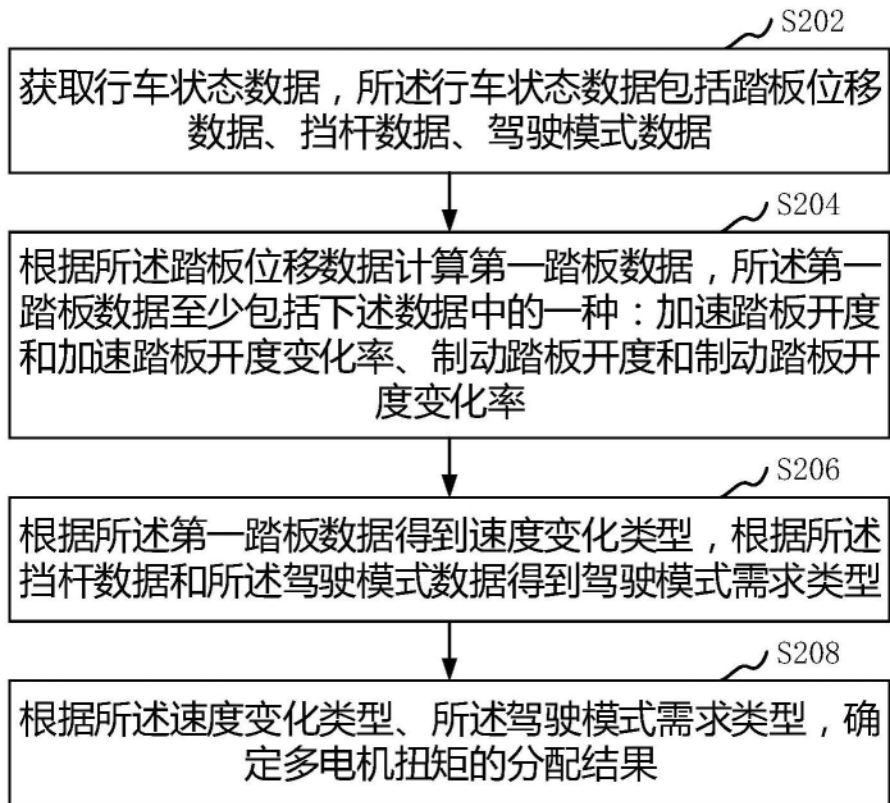 S202
获取行车状态数据，所述行车状态数据包括踏板位移
数据、挡杆数据、驾驶模式数据
S204
根据所述踏板位移数据计算第一踏板数据，所述第一
踏板数据至少包括下述数据中的一种：加速踏板开度
和加速踏板开度变化率、制动踏板开度和制动踏板开
度变化率
S206
根据所述第一踏板数据得到速度变化类型，根据所述
挡杆数据和所述驾驶模式数据得到驾驶模式需求类型
S208
根据所述速度变化类型、所述驾驶模式需求类型，确
定多电机扭矩的分配结果